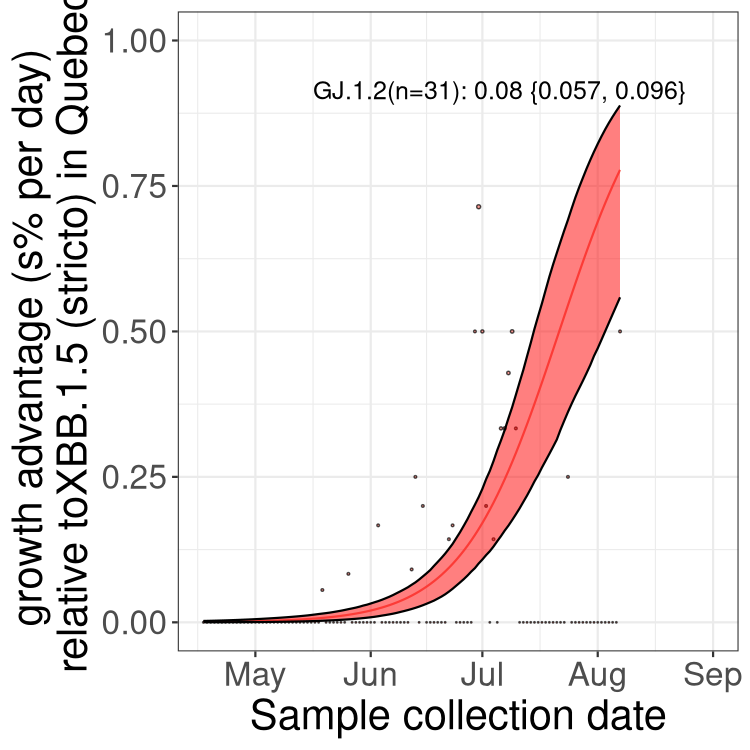 growth advantage (s% per day)
relative toXBB.1.5 (stricto) in Quebec
1.00
0.75
0.50
0.25
0.00
GJ.1.2(n=31): 0.08 {0.057, 0.096}
May Jun Jul Aug Sep
Sample collection date